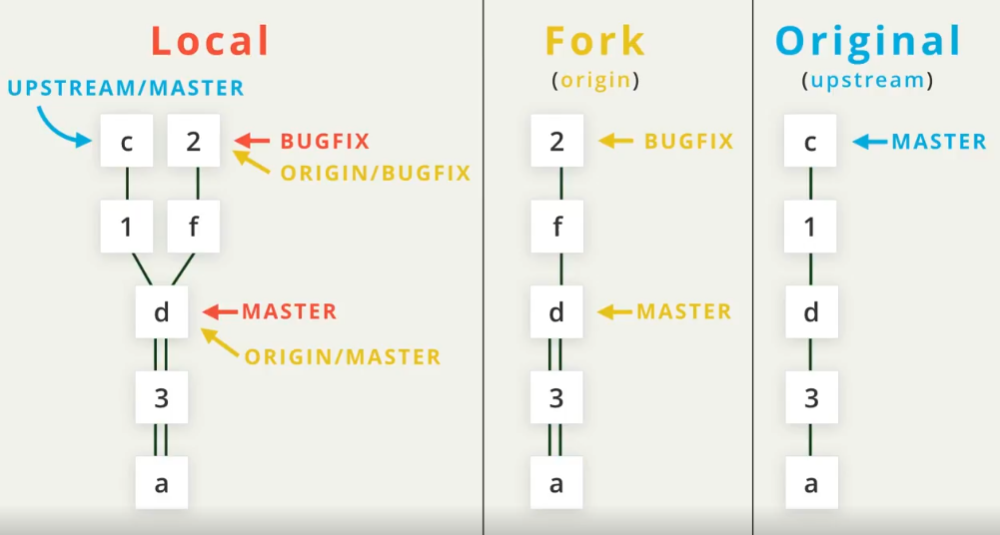 Local
UPSTREAM/MASTER
c 2
BUGFIX
ORIGIN/BUGFIX
1 f
d
MASTER
ORIGIN/MASTER
3
a
Fork
(origin)
2
BUGFIX
f
d
MASTER
3
a
Original
(upstream)
c
MASTER
1
d
3
a